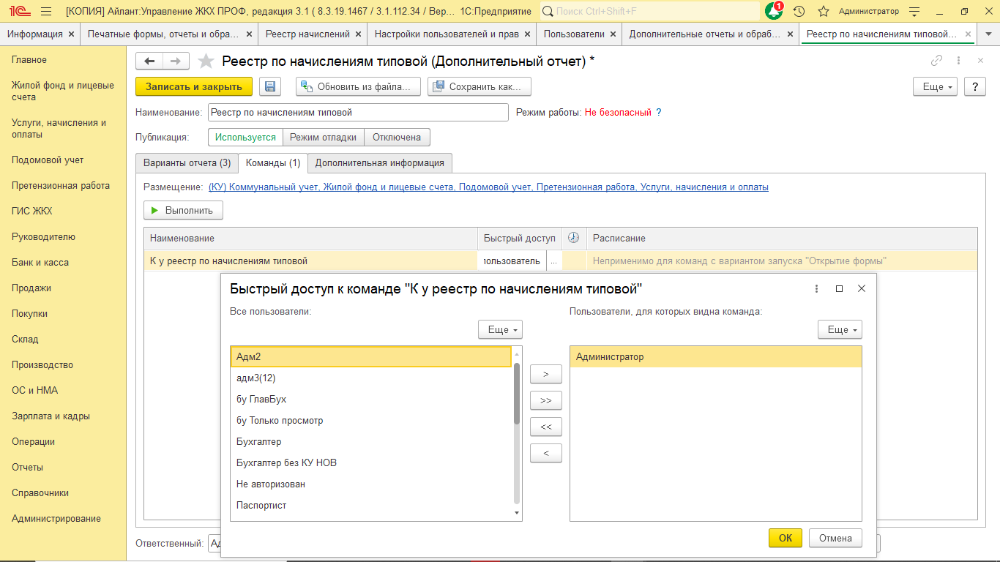 [КОПИЯ] Айлант:Управление ЖКХ ПРОФ, редакция 3.1 ( 8.3.19.1467 / 3.1.112.34 / Вер... 1С:Предприятие Поиск Ctrl+Shift+F 1 Администратор
Информация Печатные формы, отчеты и обра... Реестр начислений Настройки пользователей и прав Пользователи Дополнительные отчеты и обраб... Реестр по начислениям типовой...
Главное
Жилой фонд и лицевые
счета
Услуги, начисления и
оплаты
Подомовой учет
Претензионная работа
ГИС ЖКХ
Руководителю
Банк и касса
Продажи
Покупки
Склад
Производство
ОС и НМА
Зарплата и кадры
Операции
Отчеты
Справочники
Администрирование
Реестр по начислениям типовой (Дополнительный отчет) *
Записать и закрыть Обновить из файла... Сохранить как... Еще ?
Наименование: Реестр по начислениям типовой Режим работы: Не безопасный ?
Публикация: Используется Режим отладки Отключена
Варианты отчета (3) Команды (1) Дополнительная информация
Размещение: (КУ) Коммунальный учет, Жилой фонд и лицевые счета, Подомовой учет, Претензионная работа, Услуги, начисления и оплаты
Выполнить
Наименование Быстрый доступ Расписание
К у реестр по начислениям типовой пользователь ... Неприменимо для команд с вариантом запуска "Открытие формы"
Быстрый доступ к команде "К у реестр по начислениям типовой"
Все пользователи: Пользователи, для которых видна команда:
Еще Еще
Адм2 Администратор
адм3(12) >
бу ГлавБух >>
бу Только просмотр <<
Бухгалтер <
Бухгалтер без КУ НОВ
Не авторизован
Паспортист
ОК Отмена
Ответственный: Ад